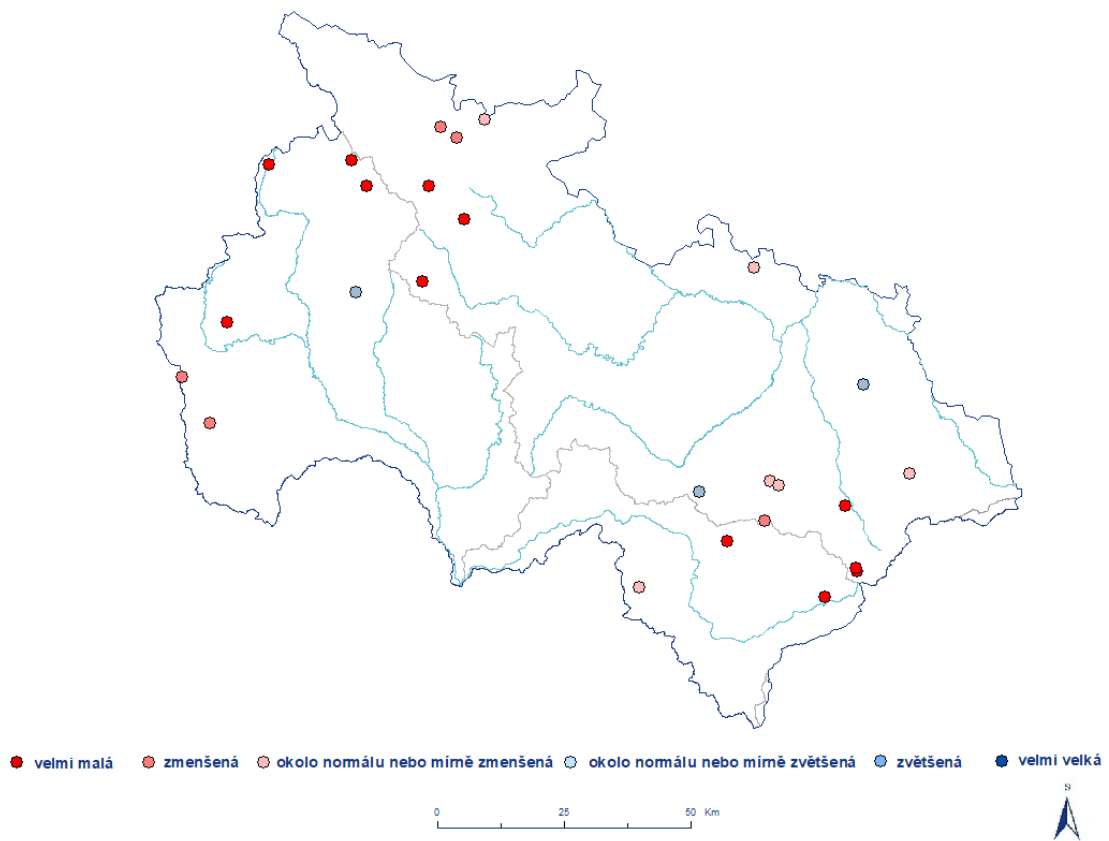 velmi malá zmenšená okolo normálu nebo mírně zmenšená okolo normálu nebo mírně zvětšená zvětšená velmi velká
S
0 25 50 Km